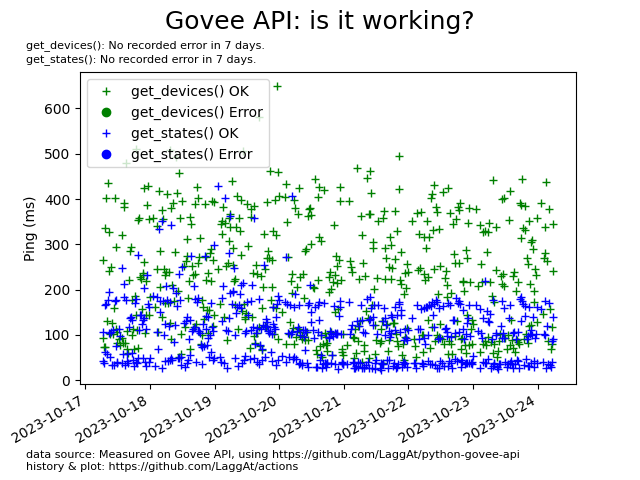 Govee API: is it working?
get_devices(): No recorded error in 7 days.
get_states(): No recorded error in 7 days.
get_devices() OK
get_devices() Error
get_states() OK
get_states() Error
Ping (ms)
600
500
400
300
200
100
0
2023-10-17
2023-10-18
2023-10-19
2023-10-20
2023-10-21
2023-10-22
2023-10-23
2023-10-24
data source: Measured on Govee API, using https://github.com/LaggAt/python-govee-api
history & plot: https://github.com/LaggAt/actions